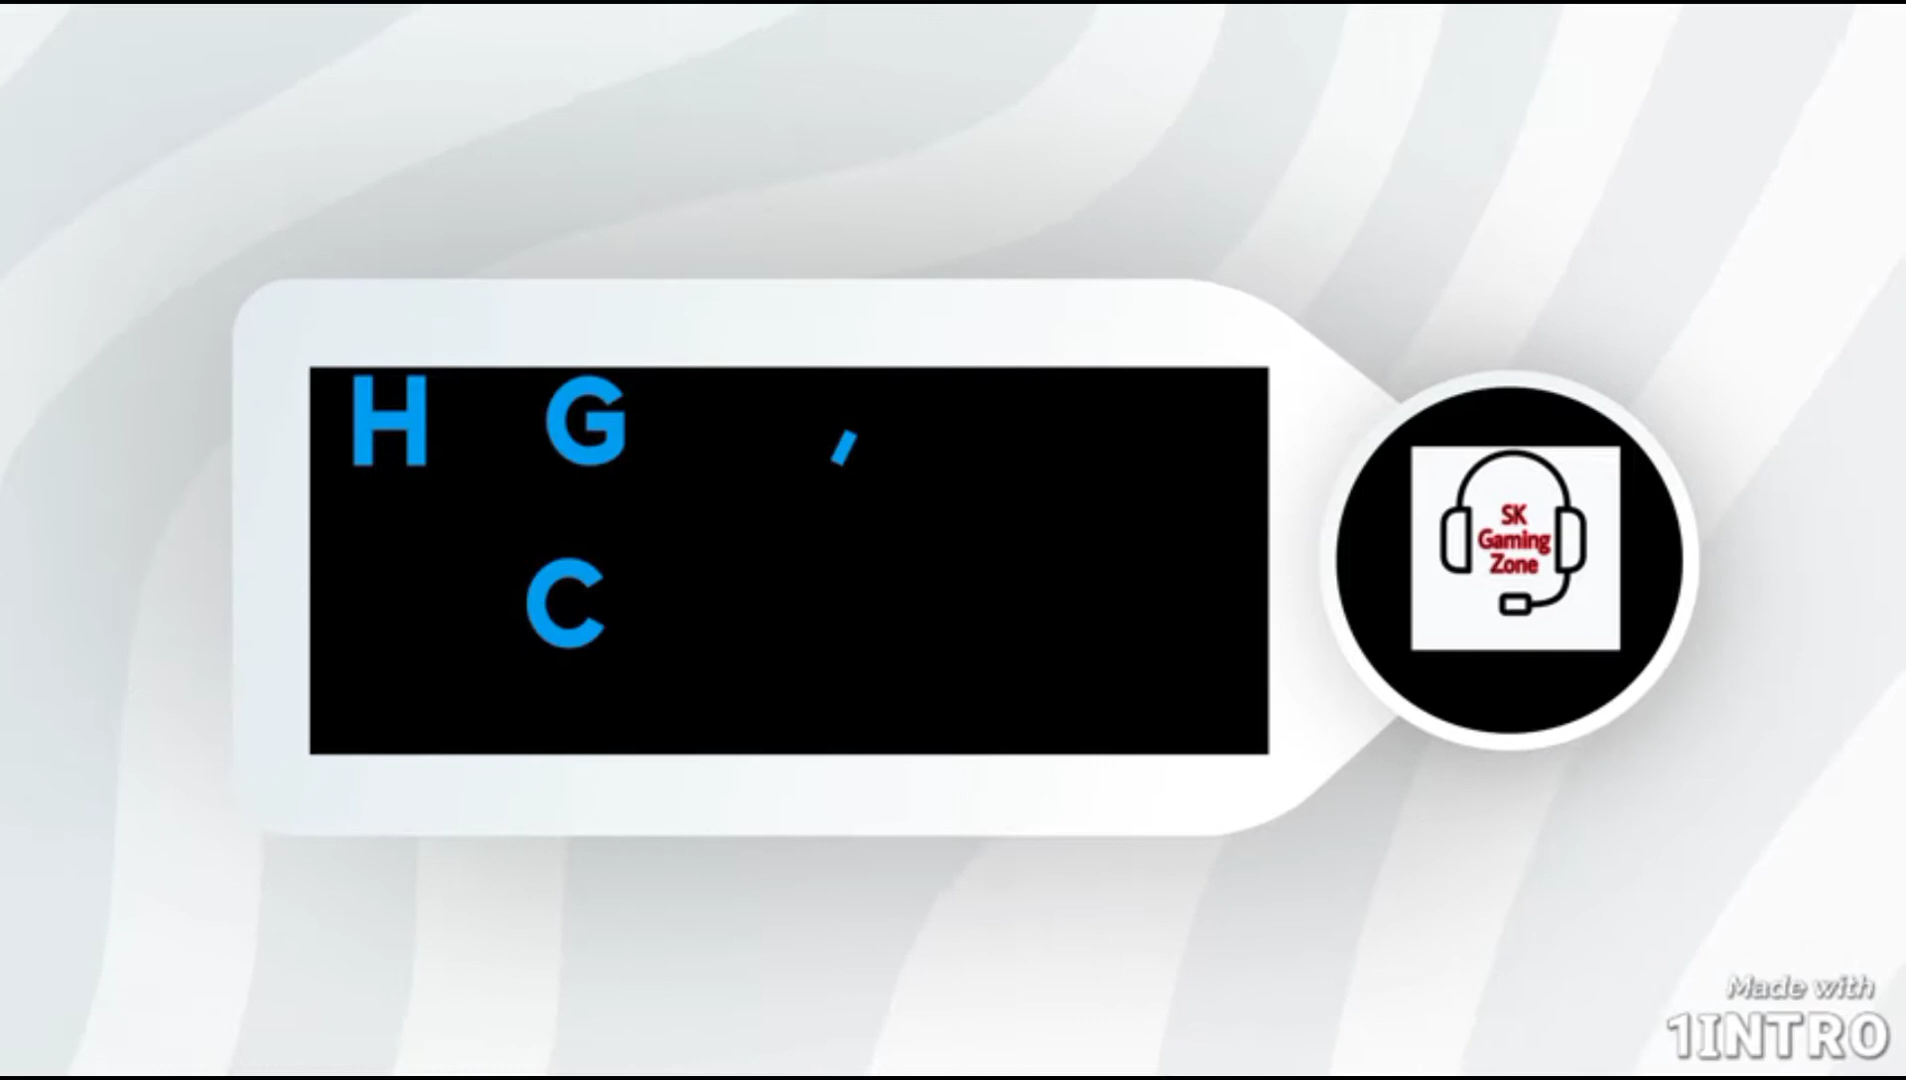 H G ,
C
SK
Gaming
Zone
Made with
1INTRO